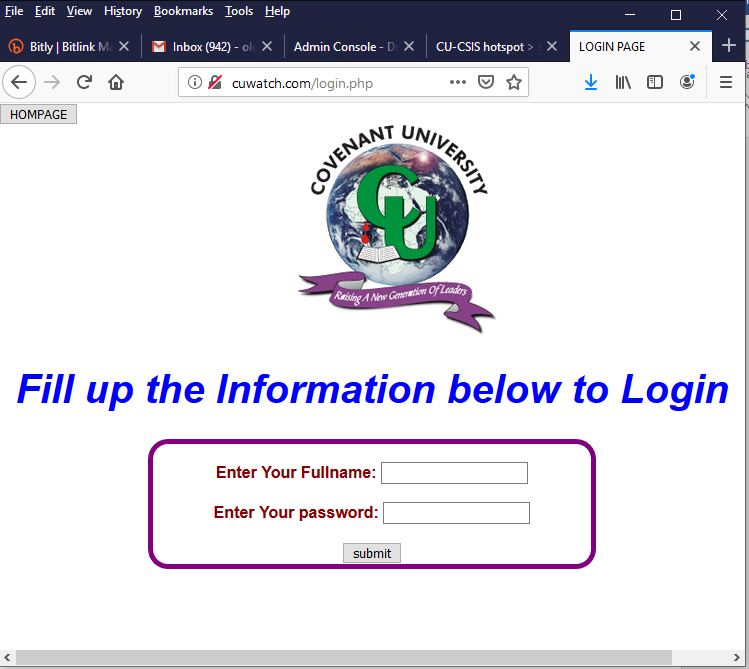 File Edit View History Bookmarks Tools Help
Bitly | Bitlink Ma
Inbox (942) - ol
Admin Console - D
CU-CSIS hotspot >
LOGIN PAGE
cuwatch.com/login.php
HOMPAGE
COVENANT UNIVERSITY
CU
Raising A New Generation Of Leaders
Fill up the Information below to Login
Enter Your Fullname:
Enter Your password:
submit